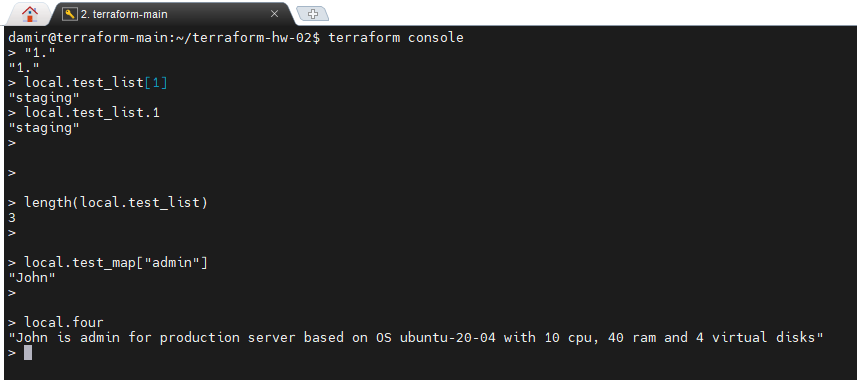 2. terraform-main
damir@terraform-main:~/terraform-hw-02$ terraform console
> "1."
"1."
> local.test_list[1]
"staging"
> local.test_list.1
"staging"
>
>
> length(local.test_list)
3
>
> local.test_map["admin"]
"John"
>
> local.four
"John is admin for production server based on OS ubuntu-20-04 with 10 cpu, 40 ram and 4 virtual disks"
>